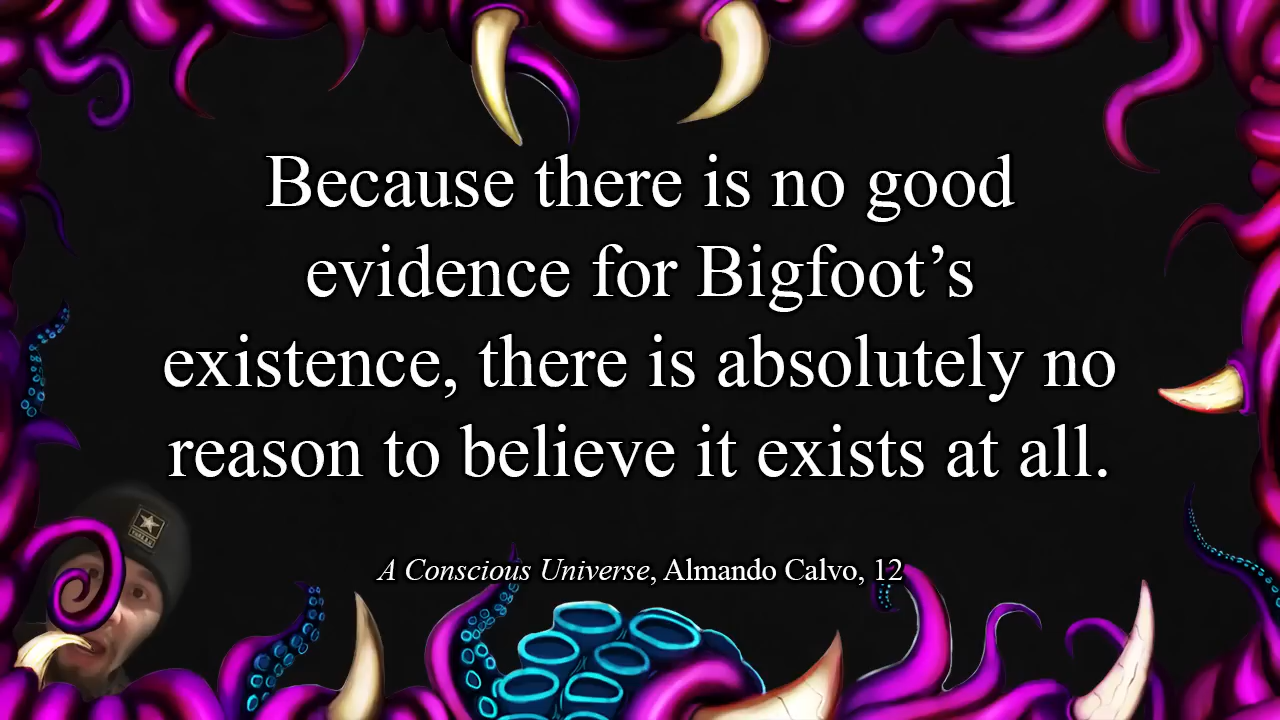 Because there is no good
evidence for Bigfoot’s
existence, there is absolutely no
reason to believe it exists at all.
A Conscious Universe, Almando Calvo, 12